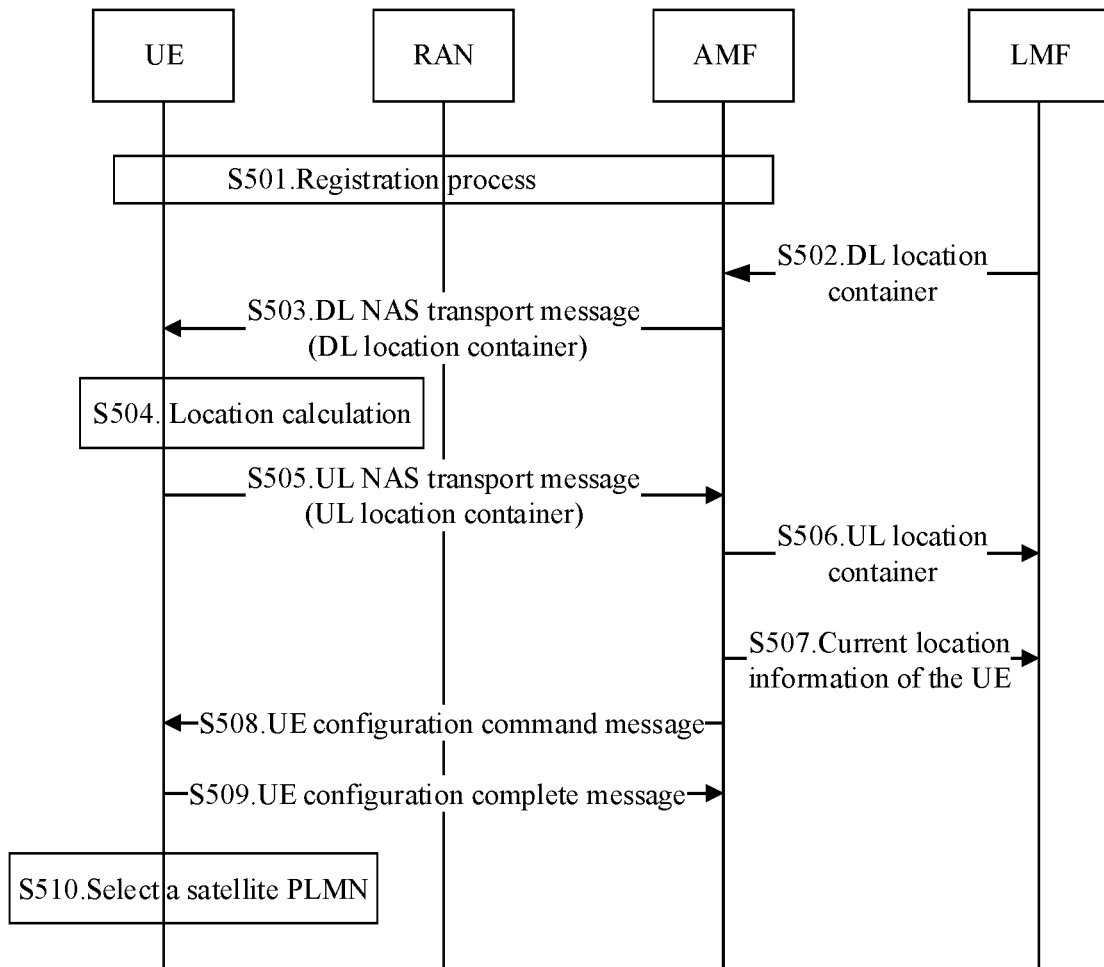 UE
RAN
AMF
LMF
S501.Registration process
S502.DL location
container
S503.DL NAS transport message
(DL location container)
S504. Location calculation
S505.UL NAS transport message
(UL location container)
S506.UL location
container
S507.Current location
information of the UE
S508.UE configuration command message
S509.UE configuration complete message
S510.Select a satellite PLMN